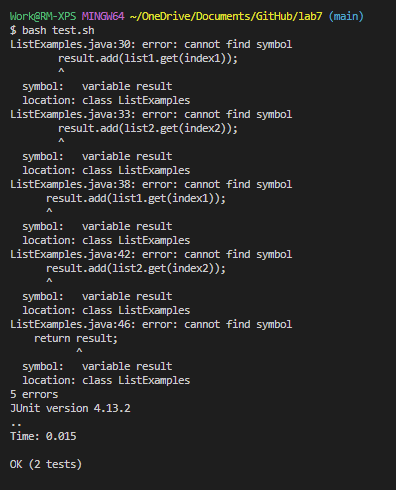 Work@RM-XPS MINGW64 ~/OneDrive/Documents/GitHub/lab7 (main)
$ bash test.sh
ListExamples.java:30: error: cannot find symbol
        result.add(list1.get(index1));
        ^
  symbol:   variable result
  location: class ListExamples
ListExamples.java:33: error: cannot find symbol
        result.add(list2.get(index2));
        ^
  symbol:   variable result
  location: class ListExamples
ListExamples.java:38: error: cannot find symbol
      result.add(list1.get(index1));
      ^
  symbol:   variable result
  location: class ListExamples
ListExamples.java:42: error: cannot find symbol
      result.add(list2.get(index2));
      ^
  symbol:   variable result
  location: class ListExamples
ListExamples.java:46: error: cannot find symbol
    return result;
           ^
  symbol:   variable result
  location: class ListExamples
5 errors
JUnit version 4.13.2
..
Time: 0.015

OK (2 tests)